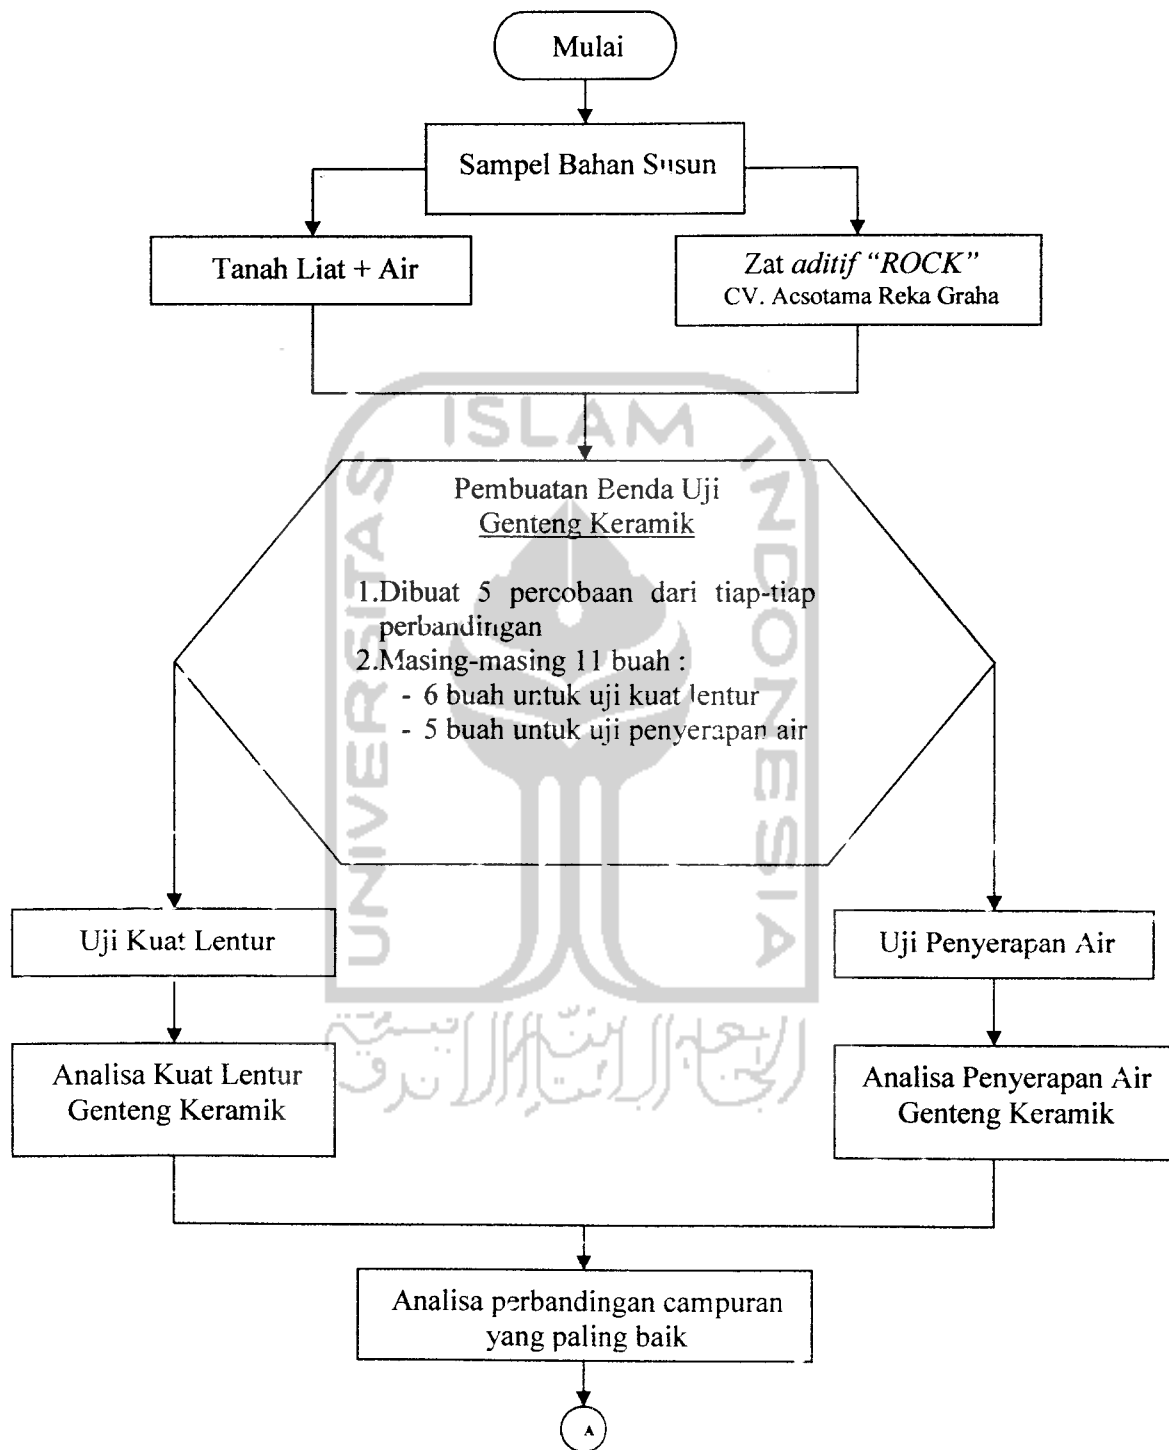 Mulai
Sampel Bahan Susun
Tanah Liat + Air
Zat aditif “ROCK”
CV. Acsotama Reka Graha
ISLAM
UNIVERSITAS
INDONESIA
Pembuatan Benda Uji
Genteng Keramik
1.Dibuat 5 percobaan dari tiap-tiap
perbandingan
2.Masing-masing 11 buah :
- 6 buah untuk uji kuat lentur
- 5 buah untuk uji penyerapan air
Uji Kuat Lentur
Uji Penyerapan Air
Analisa Kuat Lentur
Genteng Keramik
Analisa Penyerapan Air
Genteng Keramik
Analisa perbandingan campuran
yang paling baik
A